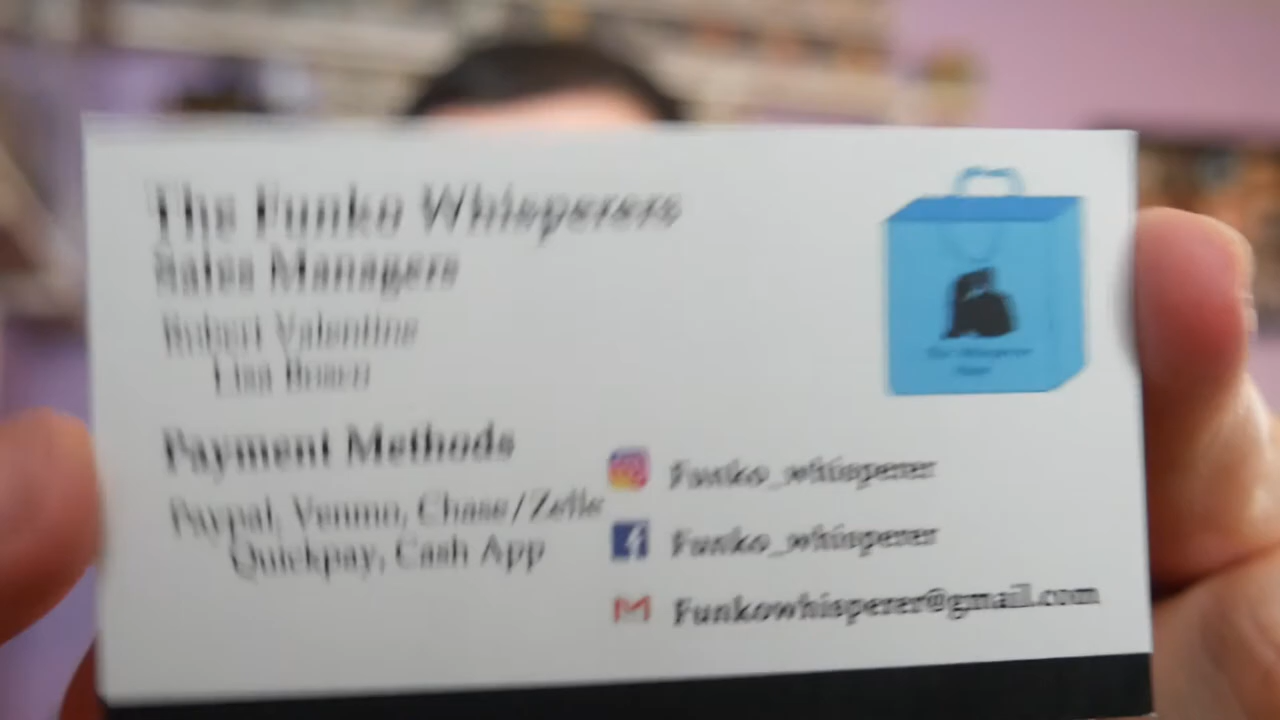 The Funko Whisperers
Sales Managers
Robert Valentine
Lisa
Payment Methods
Paypal, Venmo, Chase/Zelle
Quickpay, Cash App
Funko_whisperer
Funko_whisperer
Funkowhisperer@gmail.com